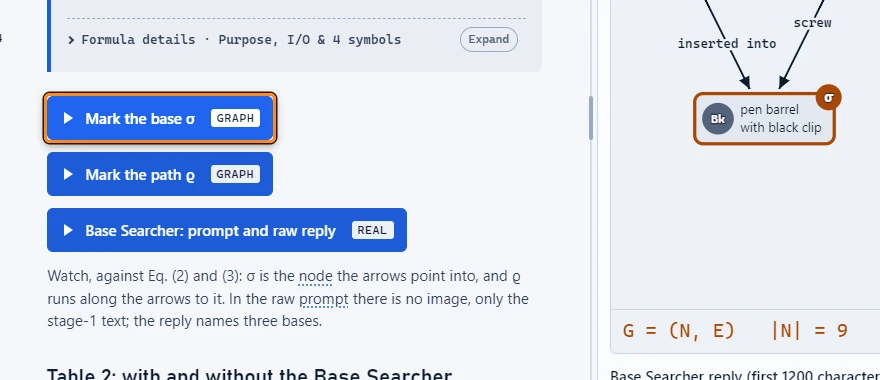 Formula details · Purpose, I/O & 4 symbols
Expand
Mark the base σ GRAPH
Mark the path ϱ GRAPH
Base Searcher: prompt and raw reply REAL
Watch, against Eq. (2) and (3): σ is the node the arrows point into, and ϱ
runs along the arrows to it. In the raw prompt there is no image, only the
stage-1 text; the reply names three bases.
Table 2: with and without the Base Searcher
screw
inserted into
σ
Bk
pen barrel
with black clip
G = (N, E) |N| = 9
Base Searcher reply (first 1200 character